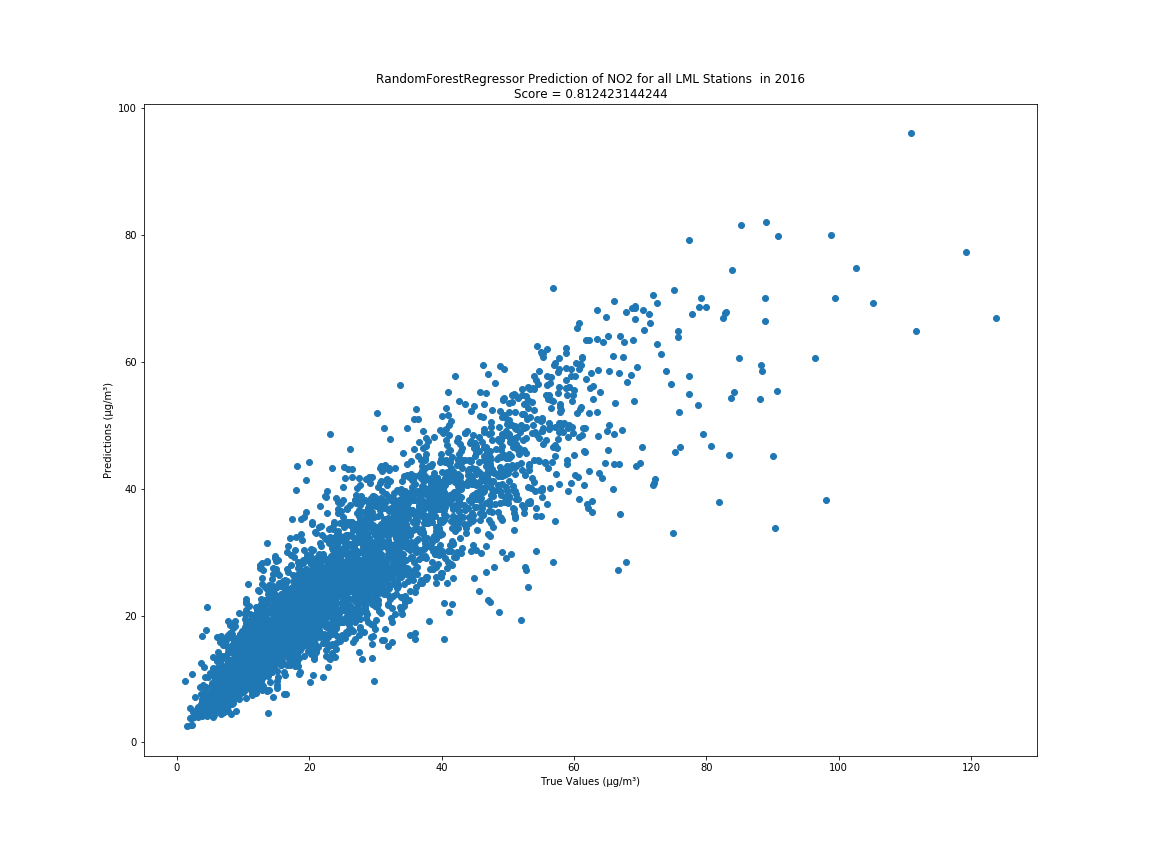 RandomForestRegressor Prediction of NO2 for all LML Stations  in 2016
Score = 0.812423144244
100
80
60
40
20
0
Predictions (µg/m³)
0 20 40 60 80 100 120
True Values (µg/m³)